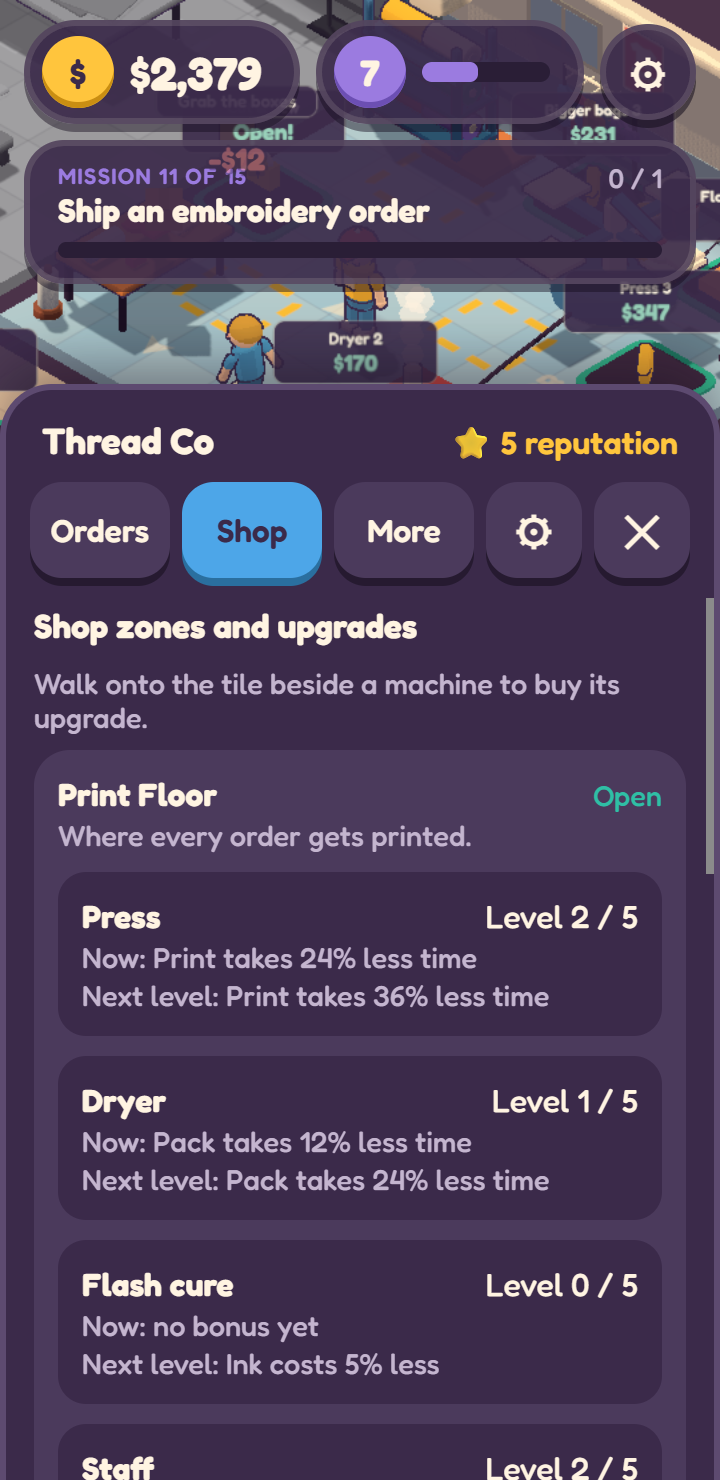 $ $2,379
7
Grab the boxes
Open!
-$12
Bigger bags 3
$231
MISSION 11 OF 15
0 / 1
Ship an embroidery order
Press 3
$347
Dryer 2
$170
Thread Co
5 reputation
Orders
Shop
More
Shop zones and upgrades
Walk onto the tile beside a machine to buy its
upgrade.
Print Floor
Open
Where every order gets printed.
Press
Level 2 / 5
Now: Print takes 24% less time
Next level: Print takes 36% less time
Dryer
Level 1 / 5
Now: Pack takes 12% less time
Next level: Pack takes 24% less time
Flash cure
Level 0 / 5
Now: no bonus yet
Next level: Ink costs 5% less
Staff
Level 2 / 5